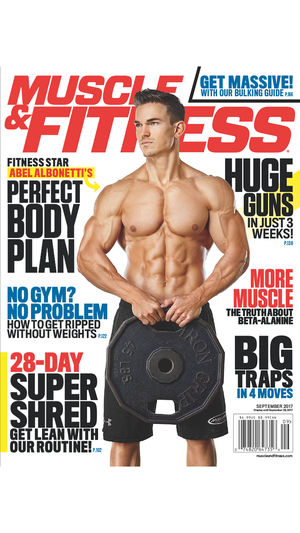 MUSCLE & FITNESS
GET MASSIVE!
WITH OUR BULKING GUIDE
FITNESS STAR
ABEL ALBONETTI'S
PERFECT
BODY
PLAN
HUGE
GUNS
IN JUST 3
WEEKS!
NO GYM?
NO PROBLEM
HOW TO GET RIPPED
WITHOUT WEIGHTS
MORE
MUSCLE
THE TRUTH ABOUT
BETA-ALANINE
28-DAY
SUPER
SHRED
GET LEAN WITH
OUR ROUTINE!
BIG
TRAPS
IN 4 MOVES
SEPTEMBER 2017
muscleandfitness.com